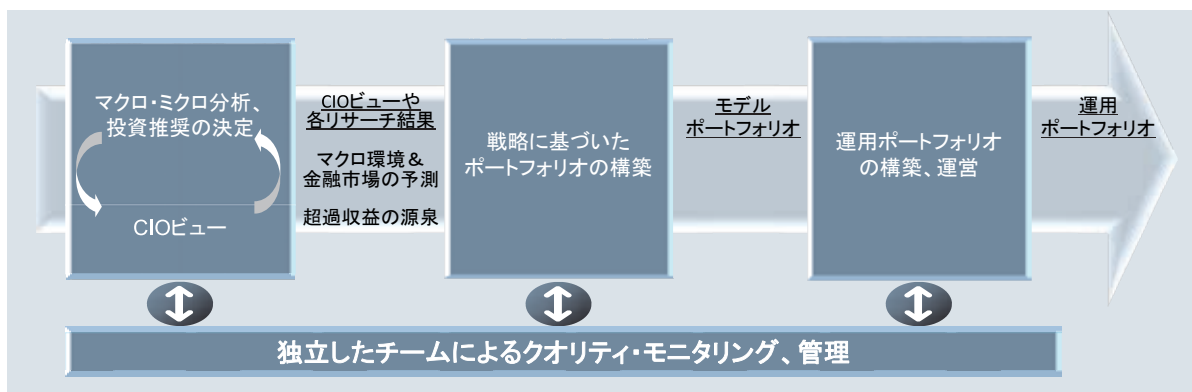 マクロ・ミクロ分析、
投資推奨の決定
CIOビュー
CIOビューや
各リサーチ結果
マクロ環境＆
金融市場の予測
超過収益の源泉
戦略に基づいた
ポートフォリオの構築
モデル
ポートフォリオ
運用ポートフォリオ
の構築、運営
運用
ポートフォリオ
独立したチームによるクオリティ・モニタリング、管理